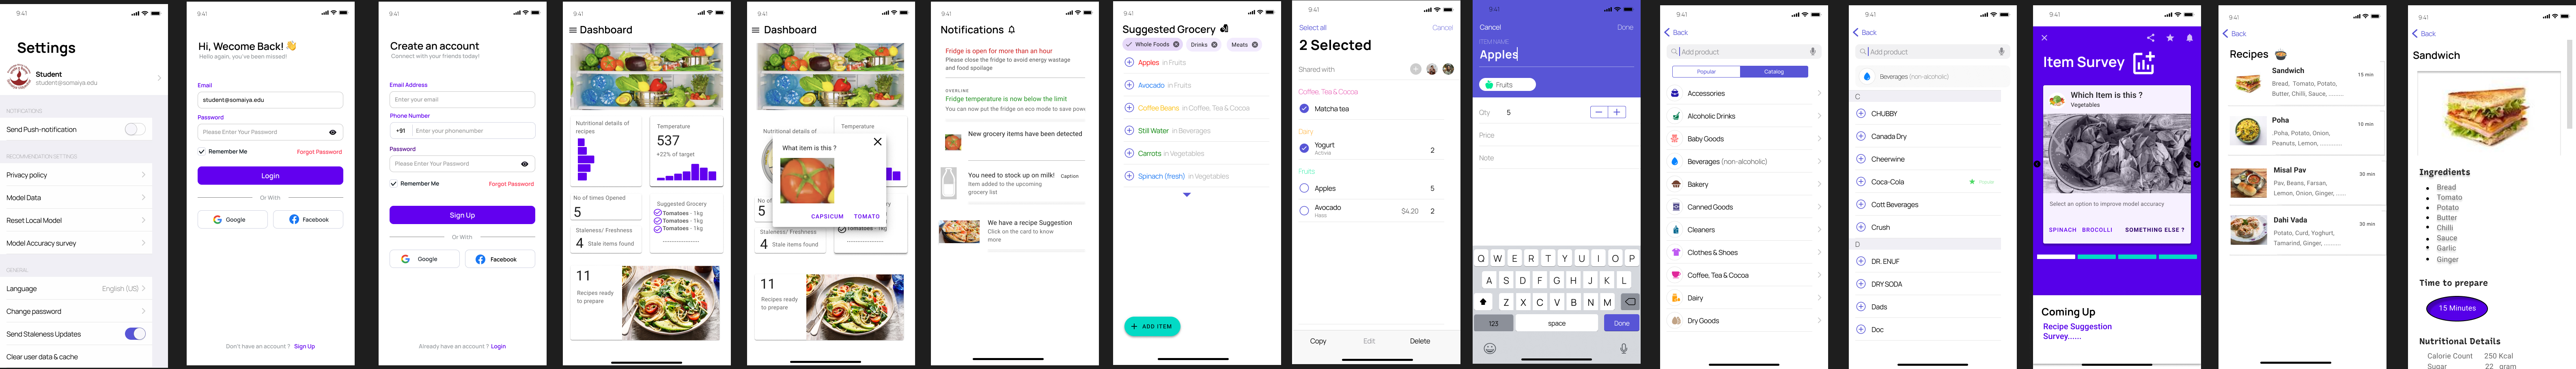 9:41
Settings
Student
student@somaiya.edu
NOTIFICATIONS
Send Push-notification
RECOMMENDATION SETTINGS
Privacy policy
Model Data
Reset Local Model
Model Accuracy survey
GENERAL
Language English (US)
Change password
Send Staleness Updates
Clear user data & cache
9:41
Hi, Wecome Back! 👋
Hello again, you've been missed!
Email
student@somaiya.edu
Password
Please Enter Your Password
Remember Me Forgot Password
Login
Or With
Google Facebook
Don't have an account ? Sign Up
9:41
Create an account
Connect with your friends today!
Email Address
Enter your email
Phone Number
+91 Enter your phonenumber
Password
Please Enter Your Password
Remember Me Forgot Password
Sign Up
Or With
Google Facebook
Already have an account ? Login
9:41
Dashboard
Nutritional details of
recipes
Temperature
537
+22% of target
No of times Opened
5
Staleness/ Freshness
4 Stale items found
Suggested Grocery
Tomatoes - 1kg
Tomatoes - 1kg
Tomatoes - 1kg
11
Recipes ready
to prepare
9:41
Dashboard
Nutritional details of
Temperature
What item is this ?
CAPSICUM TOMATO
No of
5
Staleness/ Freshness
4 Stale items found
Tomatoes - 1kg
11
Recipes ready
to prepare
9:41
Notifications
Fridge is open for more than an hour
Please close the fridge to avoid energy wastage
and food spoilage
OVERLINE
Fridge temperature is now below the limit
You can now put the fridge on eco mode to save pow
New grocery items have been detected
You need to stock up on milk! Caption
Item added to the upcoming
grocery list
We have a recipe Suggestion
Click on the card to know
more
9:41
Suggested Grocery
Whole Foods Drinks Meats
Apples in Fruits
Avocado in Fruits
Coffee Beans in Coffee, Tea & Cocoa
Still Water in Beverages
Carrots in Vegetables
Spinach (fresh) in Vegetables
+ ADD ITEM
9:41
Select all Cancel
2 Selected
Shared with
Coffee, Tea & Cocoa
Matcha tea
Dairy
Yogurt 2
Activia
Fruits
Apples 5
Avocado $4.20 2
Hass
Copy Edit Delete
9:41
Cancel Done
ITEM NAME
Apples
Fruits
Qty 5
Price
Note
Q W E R T Y U I O P
A S D F G H J K L
Z X C V B N M
123 space Done
9:41
Back
Add product
Popular Catalog
Accessories
Alcoholic Drinks
Baby Goods
Beverages (non-alcoholic)
Bakery
Canned Goods
Cleaners
Clothes & Shoes
Coffee, Tea & Cocoa
Dairy
Dry Goods
9:41
Back
Add product
Beverages (non-alcoholic)
C
CHUBBY
Canada Dry
Cheerwine
Coca-Cola
Cott Beverages
Crush
D
DR. ENUF
DRY SODA
Dads
Doc
9:41
Item Survey
Which Item is this ?
Vegetables
Select an option to improve model accuracy
SPINACH BROCOLLI SOMETHING ELSE ?
Coming Up
Recipe Suggestion
Survey......
9:41
Back
Recipes
Sandwich 15 min
Bread, Tomato, Potato,
Butter, Chilli, Sauce, ..........
Poha 10 min
.Poha, Potato, Onion,
Peanuts, Lemon, ..............
Misal Pav 30 min
Pav, Beans, Farsan,
Lemon, Onion, Ginger, ......
Dahi Vada 30 min
Potato, Curd, Yoghurt,
Tamarind, Ginger, ..........
9:41
Back
Sandwich
Ingredients
Bread
Tomato
Potato
Butter
Chilli
Sauce
Garlic
Ginger
Time to prepare
15 Minutes
Nutritional Details
Calorie Count 250 Kcal
Sugar 22 gram